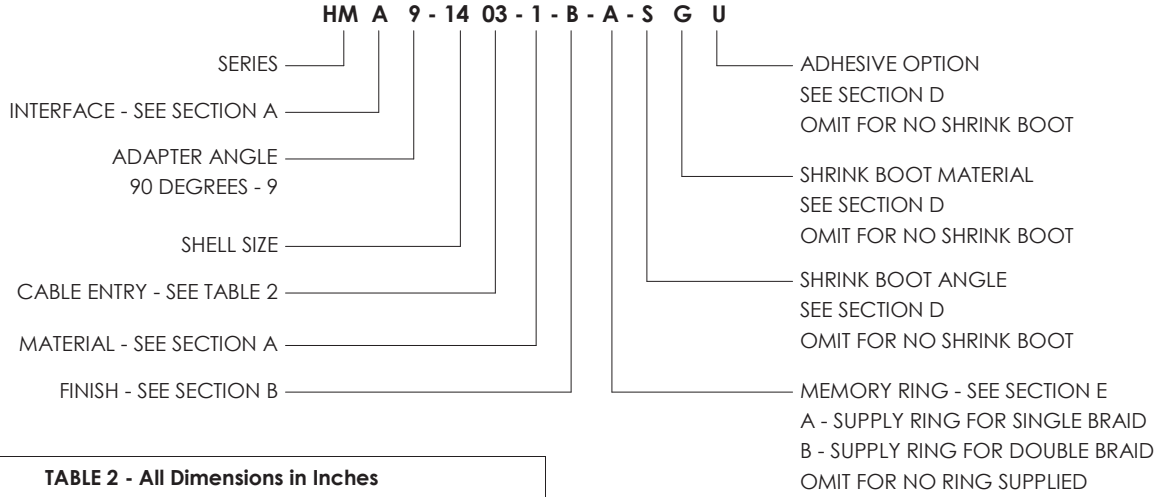 HM A 9 - 14 03 - 1 - B - A - S G U
SERIES
INTERFACE - SEE SECTION A
ADAPTER ANGLE
90 DEGREES - 9
SHELL SIZE
CABLE ENTRY - SEE TABLE 2
MATERIAL - SEE SECTION A
FINISH - SEE SECTION B
ADHESIVE OPTION
SEE SECTION D
OMIT FOR NO SHRINK BOOT
SHRINK BOOT MATERIAL
SEE SECTION D
OMIT FOR NO SHRINK BOOT
SHRINK BOOT ANGLE
SEE SECTION D
OMIT FOR NO SHRINK BOOT
MEMORY RING - SEE SECTION E
A - SUPPLY RING FOR SINGLE BRAID
B - SUPPLY RING FOR DOUBLE BRAID
OMIT FOR NO RING SUPPLIED
TABLE 2 - All Dimensions in Inches